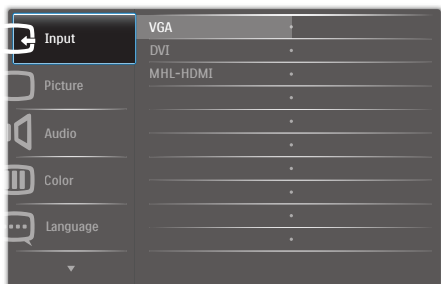 Input
Picture
Audio
Color
Language
VGA
DVI
MHL-HDMI